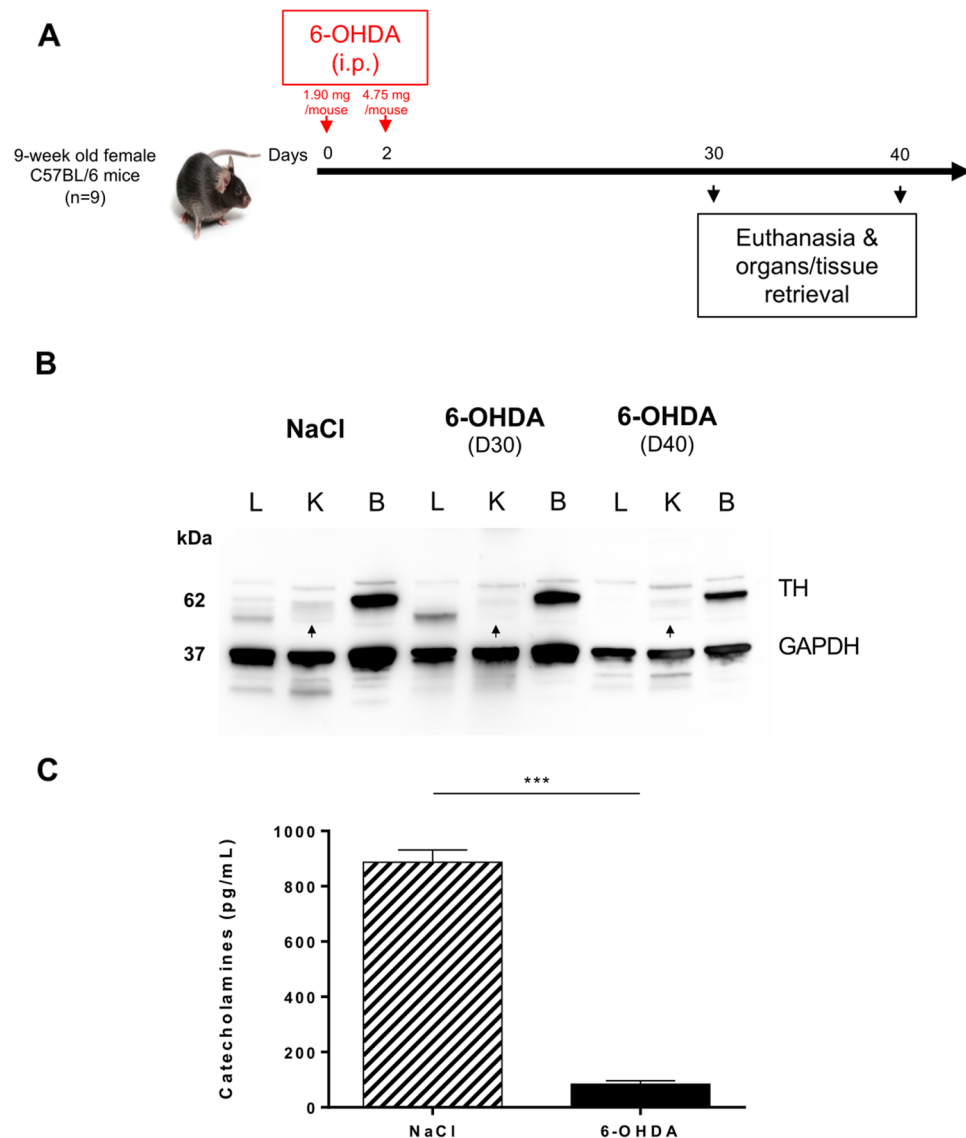 A
6-OHDA
(i.p.)
1.90 mg
/mouse
4.75 mg
/mouse
9-week old female
C57BL/6 mice
(n=9)
Days
0
2
30
40
Euthanasia &
organs/tissue
retrieval
B
NaCl
6-OHDA
(D30)
6-OHDA
(D40)
L K B L K B L K B
kDa
62
TH
37
GAPDH
C
***
Catecholamines (pg/mL)
1000
800
600
400
200
0
NaCl
6-OHDA